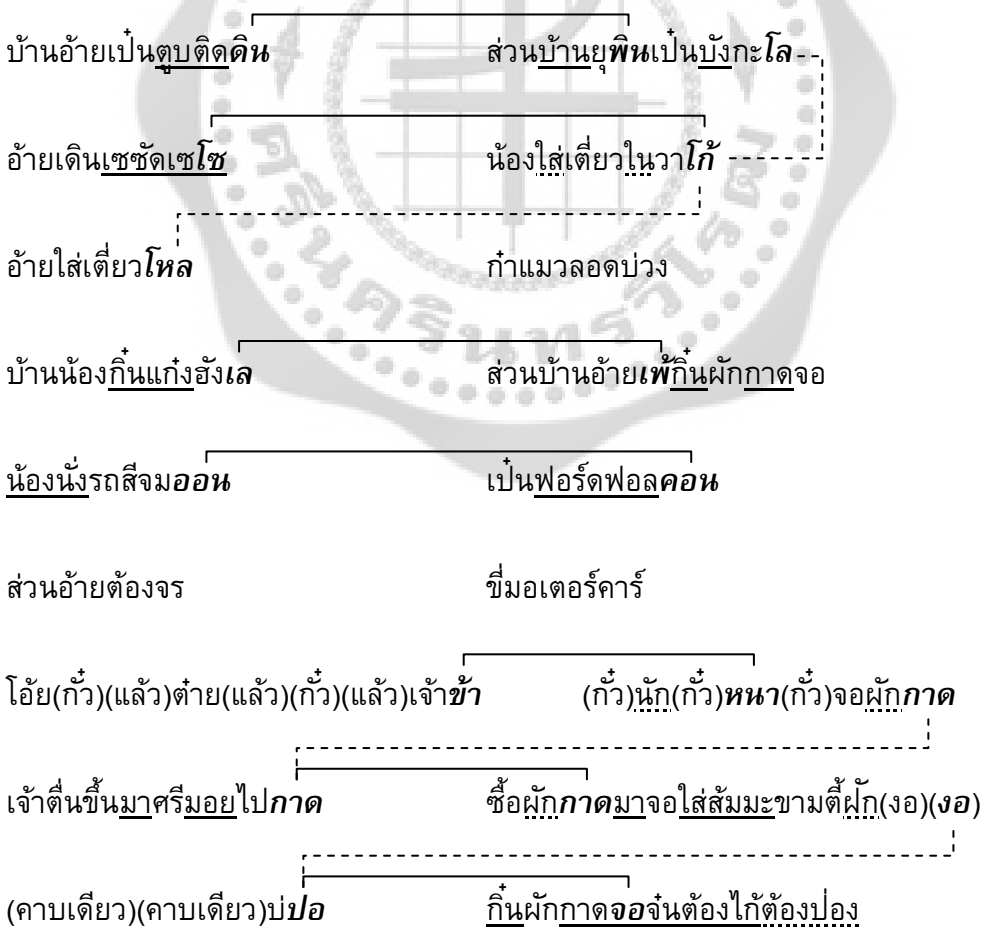 บ้านอ้ายเป๋นตูบติดดิน ส่วนบ้านยุพินเป๋นบังกะโล
อ้ายเดินเซซัดเซโซ น้องใส่เตี่ยวในวาโก้
อ้ายใส่เตี่ยวโหล ก๋ำแมวลอดบ่วง
บ้านน้องกิ๋นแก๋งฮังเล ส่วนบ้านอ้ายเพ้กิ๋นผักกาดจอ
น้องนั่งรถสีจมออน เป๋นฟอร์ดฟอลคอน
ส่วนอ้ายต้องจร ขี่มอเตอร์คาร์
โอ้ย(กั๋ว)(แล้ว)ต๋าย(แล้ว)(กั๋ว)(แล้ว)เจ้าข้า (กั๋ว)นัก(กั๋ว)หนา(กั๋ว)จอผักกาด
เจ้าตื่นขึ้นมาศรีมอยไปกาด ซื้อผักกาดมาจอใส่ส้มมะขามตี้ฝัก(งอ)(งอ)
(คาบเดียว)(คาบเดียว)บ่ปอ กิ๋นผักกาดจอจ๋นต้องไก้ต้องป่อง
ศรีนครินทรวิโรฒ